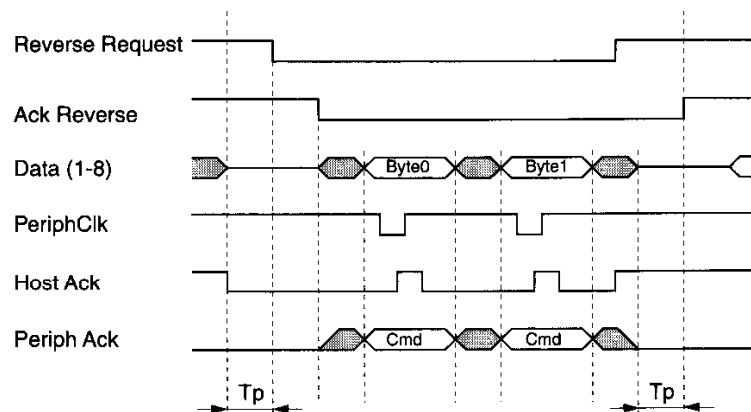 Reverse Request
Ack Reverse
Data (1-8)
Byte0
Byte1
PeriphClk
Host Ack
Periph Ack
Cmd
Cmd
Tp
Tp